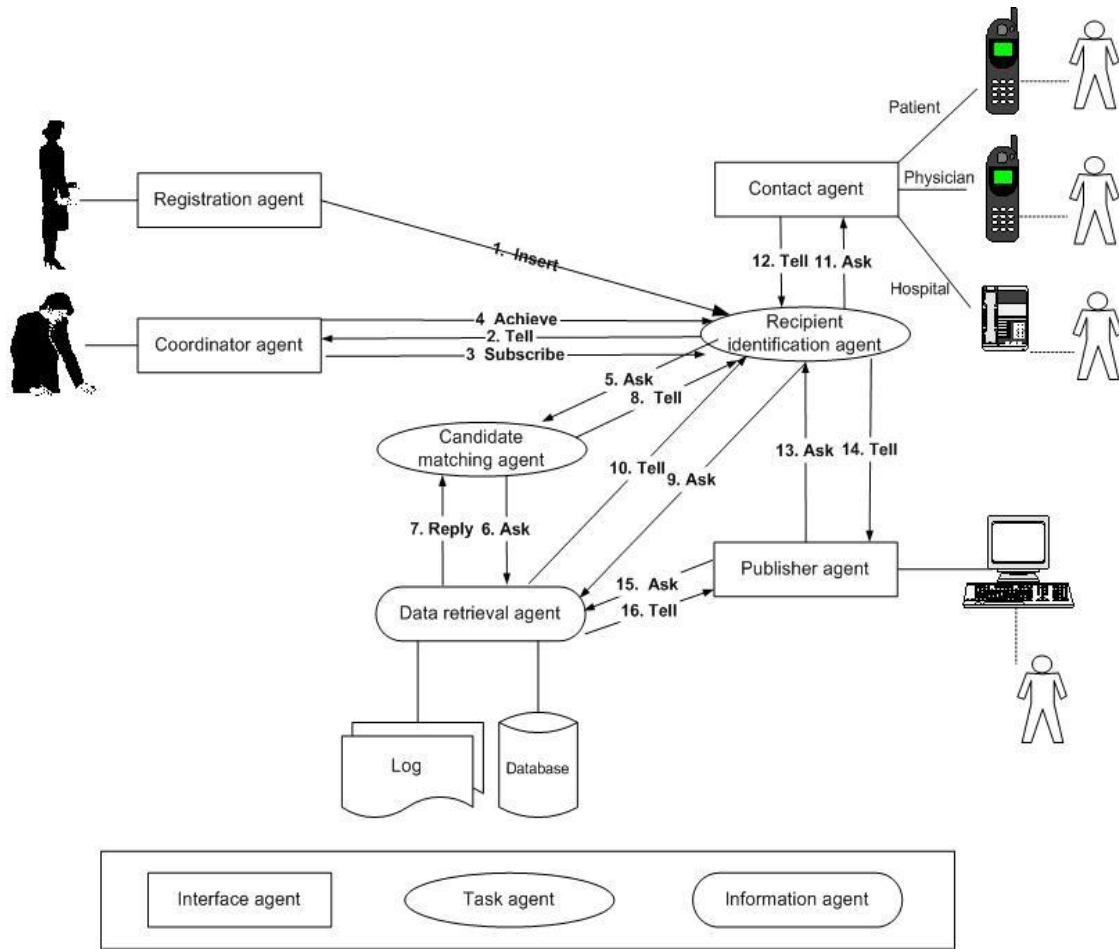 Patient
Registration agent
Contact agent
Physician
1. Insert
12. Tell
11. Ask
Hospital
4 Achieve
2. Tell
3 Subscribe
Coordinator agent
Recipient
identification agent
5. Ask
8. Tell
Candidate
matching agent
10. Tell
9. Ask
13. Ask
14. Tell
7. Reply
6. Ask
Publisher agent
15. Ask
16. Tell
Data retrieval agent
Log
Database
Interface agent
Task agent
Information agent